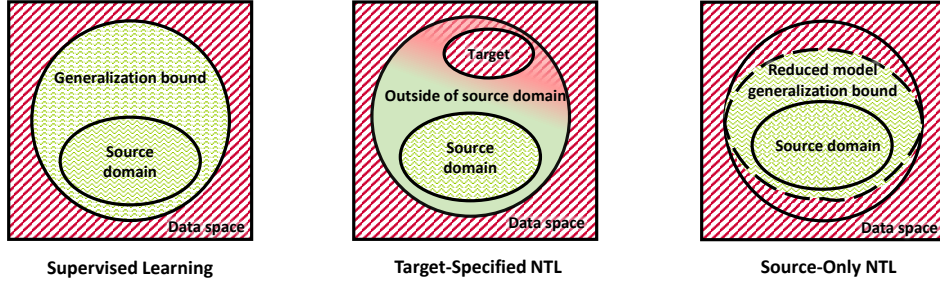 Generalization bound
Source
domain
Data space
Supervised Learning
Target
Outside of source domain
Source
domain
Data space
Target-Specified NTL
Reduced model
generalization bound
Source domain
Data space
Source-Only NTL